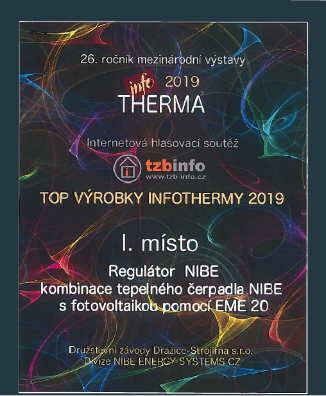 26. ročník mezinárodní výstavy
info 2019
THERMA®
Internetová hlasovací soutěž
tzbinfo
www.tzb-info.cz
TOP VÝROBKY INFOTHERMY 2019
I. místo
Regulátor NIBE
kombinace tepelného čerpadla NIBE
s fotovoltaikou pomocí EME 20
Družstevní závody Dražice-Strojírna s.r.o.
Divize NIBE ENERGY SYSTEMS CZ